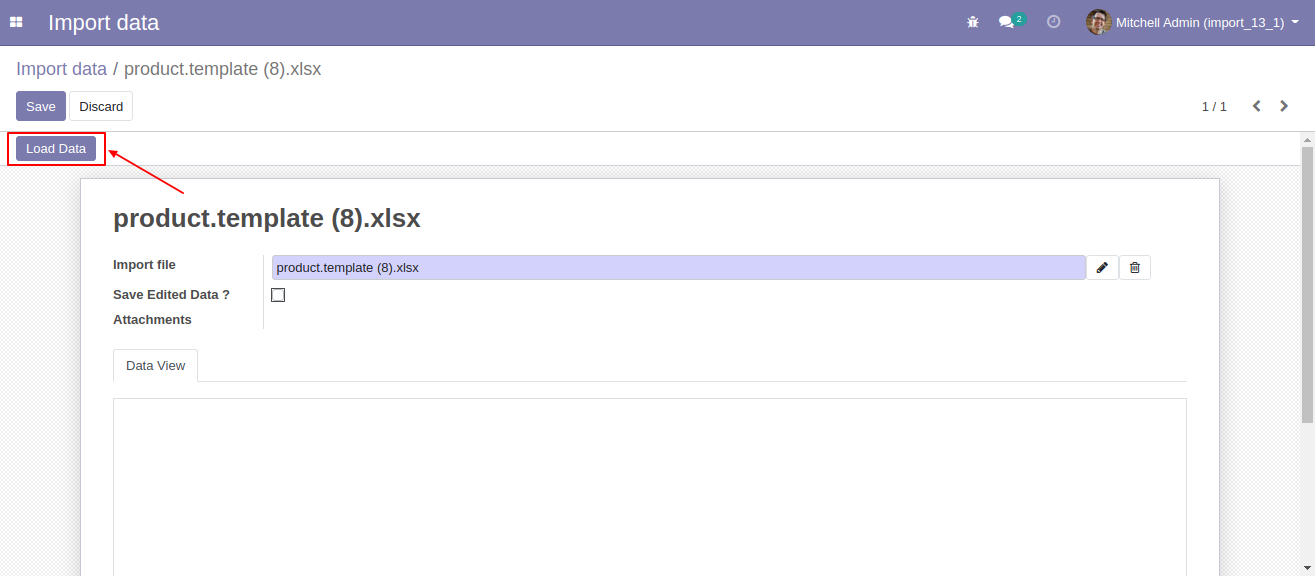 Import data
2
Mitchell Admin (import_13_1)
Import data / product.template (8).xlsx
Save
Discard
1 / 1
Load Data
product.template (8).xlsx
Import file
product.template (8).xlsx
Save Edited Data ?
Attachments
Data View